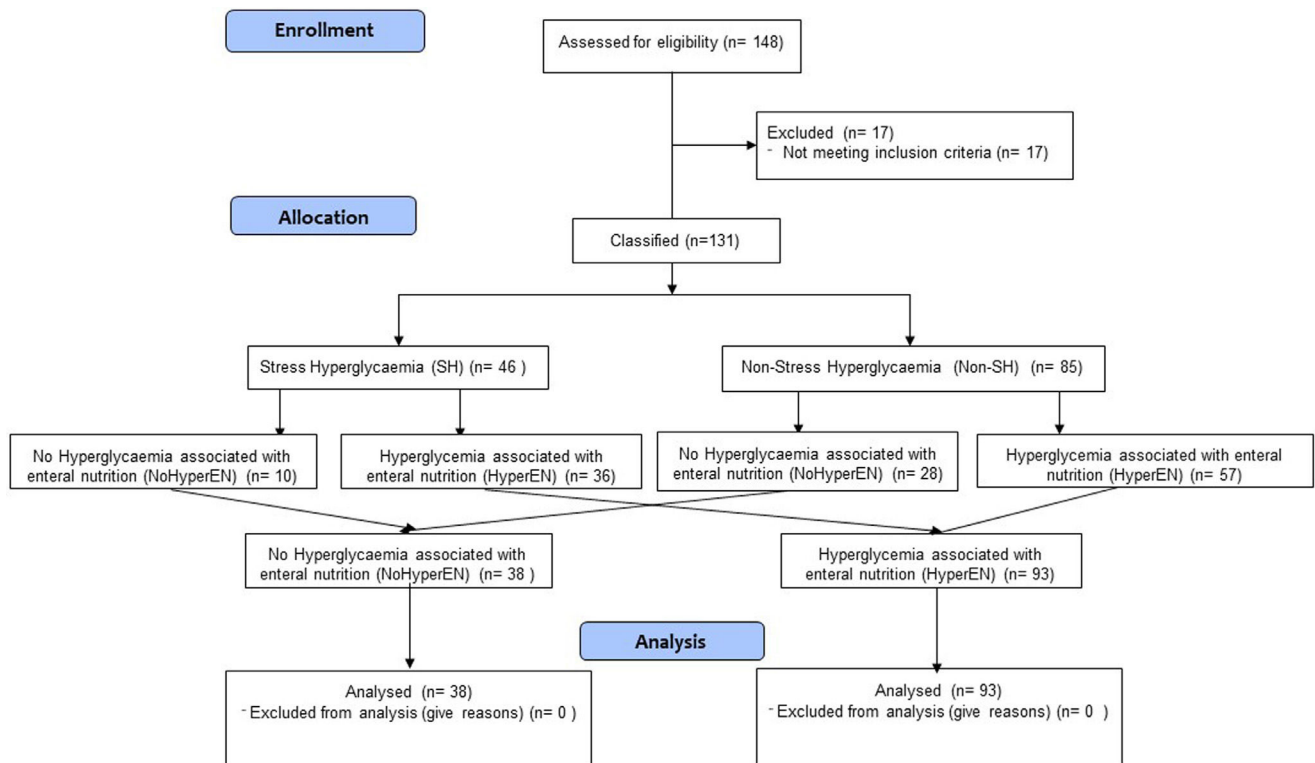 Enrollment
Assessed for eligibility (n= 148)
Excluded (n= 17)
- Not meeting inclusion criteria (n= 17)
Allocation
Classified (n=131)
Stress Hyperglycaemia (SH) (n= 46 )
Non-Stress Hyperglycaemia (Non-SH) (n= 85)
No Hyperglycaemia associated with
enteral nutrition (NoHyperEN) (n= 10)
Hyperglycemia associated with
enteral nutrition (HyperEN) (n= 36)
No Hyperglycaemia associated with
enteral nutrition (NoHyperEN) (n= 28)
Hyperglycemia associated with enteral
nutrition (HyperEN) (n= 57)
No Hyperglycaemia associated with
enteral nutrition (NoHyperEN) (n= 38 )
Hyperglycemia associated with
enteral nutrition (HyperEN) (n= 93)
Analysis
Analysed (n= 38)
- Excluded from analysis (give reasons) (n= 0 )
Analysed (n= 93)
- Excluded from analysis (give reasons) (n= 0 )